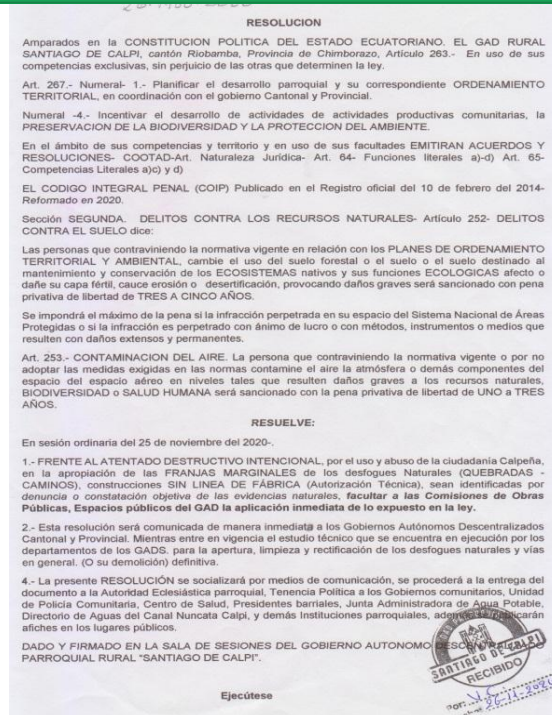 RESOLUCION
Amparados en la CONSTITUCION POLITICA DEL ESTADO ECUATORIANO. EL GAD RURAL
SANTIAGO DE CALPI, cantón Riobamba, Provincia de Chimborazo, Artículo 263.- En uso de sus
competencias exclusivas, sin perjuicio de las otras que determinen la ley.
Art. 267.- Numeral- 1.- Planificar el desarrollo parroquial y su correspondiente ORDENAMIENTO
TERRITORIAL, en coordinación con el gobierno Cantonal y Provincial.
Numeral -4.- Incentivar el desarrollo de actividades de actividades productivas comunitarias, la
PRESERVACION DE LA BIODIVERSIDAD Y LA PROTECCION DEL AMBIENTE.
En el ámbito de sus competencias y territorio y en uso de sus facultades EMITIRAN ACUERDOS Y
RESOLUCIONES- COOTAD-Art. Naturaleza Jurídica- Art. 64- Funciones literales a)-d) Art. 65-
Competencias Literales a)c) y d)
EL CODIGO INTEGRAL PENAL (COIP) Publicado en el Registro oficial del 10 de febrero del 2014-
Reformado en 2020.
Sección SEGUNDA. DELITOS CONTRA LOS RECURSOS NATURALES- Artículo 252- DELITOS
CONTRA EL SUELO dice:
Las personas que contraviniendo la normativa vigente en relación con los PLANES DE ORDENAMIENTO
TERRITORIAL Y AMBIENTAL, cambie el uso del suelo forestal o el suelo o el suelo destinado al
mantenimiento y conservación de los ECOSISTEMAS nativos y sus funciones ECOLOGICAS afecto o
dañe su capa fértil, cauce erosión o desertificación, provocando daños graves será sancionado con pena
privativa de libertad de TRES A CINCO AÑOS.
Se impondrá el máximo de la pena si la infracción perpetrada en su espacio del Sistema Nacional de Áreas
Protegidas o si la infracción es perpetrado con ánimo de lucro o con métodos, instrumentos o medios que
resulten con daños extensos y permanentes.
Art. 253.- CONTAMINACION DEL AIRE. La persona que contraviniendo la normativa vigente o por no
adoptar las medidas exigidas en las normas contamine el aire la atmósfera o demás componentes del
espacio del espacio aéreo en niveles tales que resulten daños graves a los recursos naturales,
BIODIVERSIDAD o SALUD HUMANA será sancionado con la pena privativa de libertad de UNO a TRES
AÑOS.
RESUELVE:
En sesión ordinaria del 25 de noviembre del 2020-.
1.- FRENTE AL ATENTADO DESTRUCTIVO INTENCIONAL, por el uso y abuso de la ciudadanía Calpeña,
en la apropiación de las FRANJAS MARGINALES de los desfogues Naturales (QUEBRADAS -
CAMINOS), construcciones SIN LINEA DE FÁBRICA (Autorización Técnica), sean identificadas por
denuncia o constatación objetiva de las evidencias naturales, facultar a las Comisiones de Obras
Públicas, Espacios públicos del GAD la aplicación inmediata de lo expuesto en la ley.
2.- Esta resolución será comunicada de manera inmediata a los Gobiernos Autónomos Descentralizados
Cantonal y Provincial. Mientras entre en vigencia el estudio técnico que se encuentra en ejecución por los
departamentos de los GADS. para la apertura, limpieza y rectificación de los desfogues naturales y vías
en general. (O su demolición) definitiva.
4.- La presente RESOLUCIÓN se socializará por medios de comunicación, se procederá a la entrega del
documento a la Autoridad Eclesiástica parroquial, Tenencia Política a los Gobiernos comunitarios, Unidad
de Policía Comunitaria, Centro de Salud, Presidentes barriales, Junta Administradora de Agua Potable,
Directorio de Aguas del Canal Nuncata Calpi, y demás Instituciones parroquiales, además se publicarán
afiches en los lugares públicos.
DADO Y FIRMADO EN LA SALA DE SESIONES DEL GOBIERNO AUTONOMO DESCENTRALIZADO
PARROQUIAL RURAL "SANTIAGO DE CALPI".
SANTIAGO DE CALPI
RECIBIDO
Ejecútese